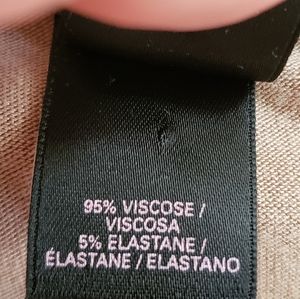 95% VISCOSE /
VISCOSA
5% ELASTANE /
ÉLASTANE / ELASTANO